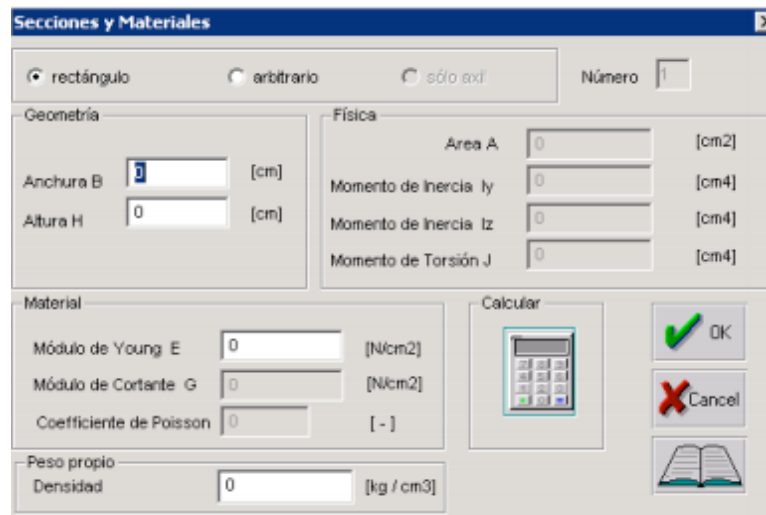 Secciones y Materiales
rectángulo arbitrario sólo axil Número 1
Geometría Física
Area A 0 [cm2]
Anchura B 0 [cm] Momento de Inercia Iy 0 [cm4]
Altura H 0 [cm] Momento de Inercia Iz 0 [cm4]
Momento de Torsión J 0 [cm4]
Material Calcular
Módulo de Young E 0 [N/cm2] OK
Módulo de Cortante G 0 [N/cm2] Cancel
Coefficiente de Poisson 0 [ - ]
Peso propio
Densidad 0 [kg / cm3]